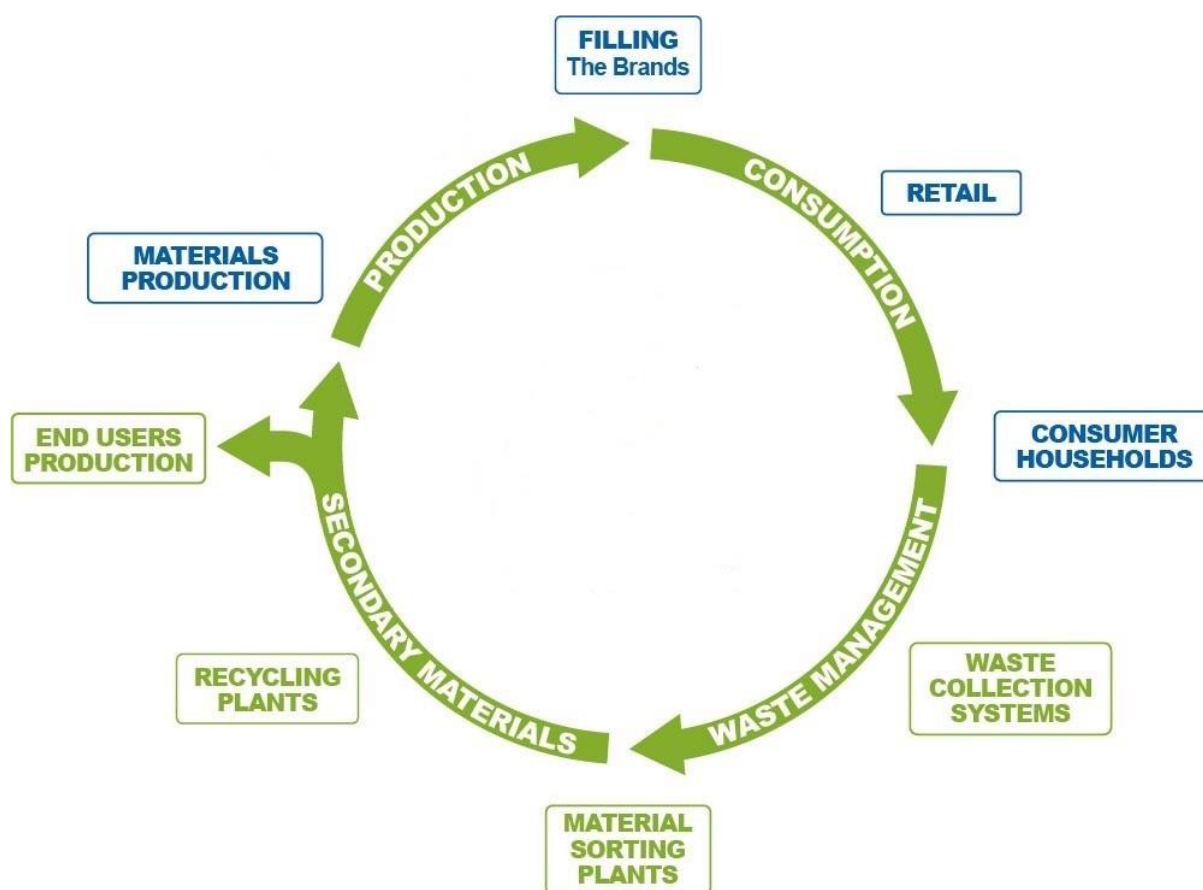 FILLING
The Brands
PRODUCTION
CONSUMPTION
RETAIL
MATERIALS
PRODUCTION
END USERS
PRODUCTION
CONSUMER
HOUSEHOLDS
SECONDARY MATERIALS
WASTE MANAGEMENT
RECYCLING
PLANTS
WASTE
COLLECTION
SYSTEMS
MATERIAL
SORTING
PLANTS